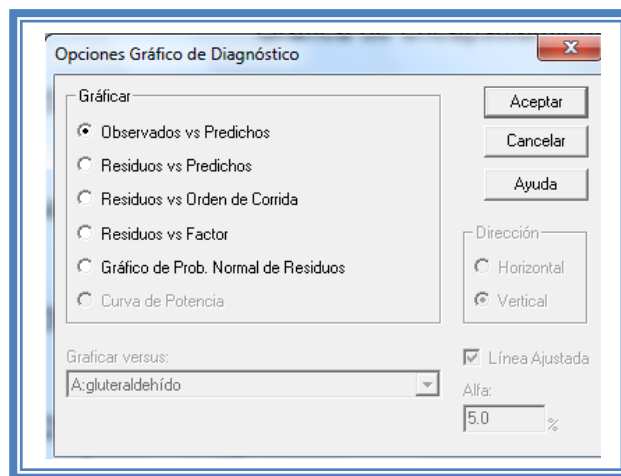 Opciones Gráfico de Diagnóstico
Gráficar
Observados vs Predichos
Residuos vs Predichos
Residuos vs Orden de Corrida
Residuos vs Factor
Gráfico de Prob. Normal de Residuos
Curva de Potencia
Aceptar
Cancelar
Ayuda
Dirección
Horizontal
Vertical
Graficar versus:
A:gluteraldehído
Línea Ajustada
Alfa:
5.0 %